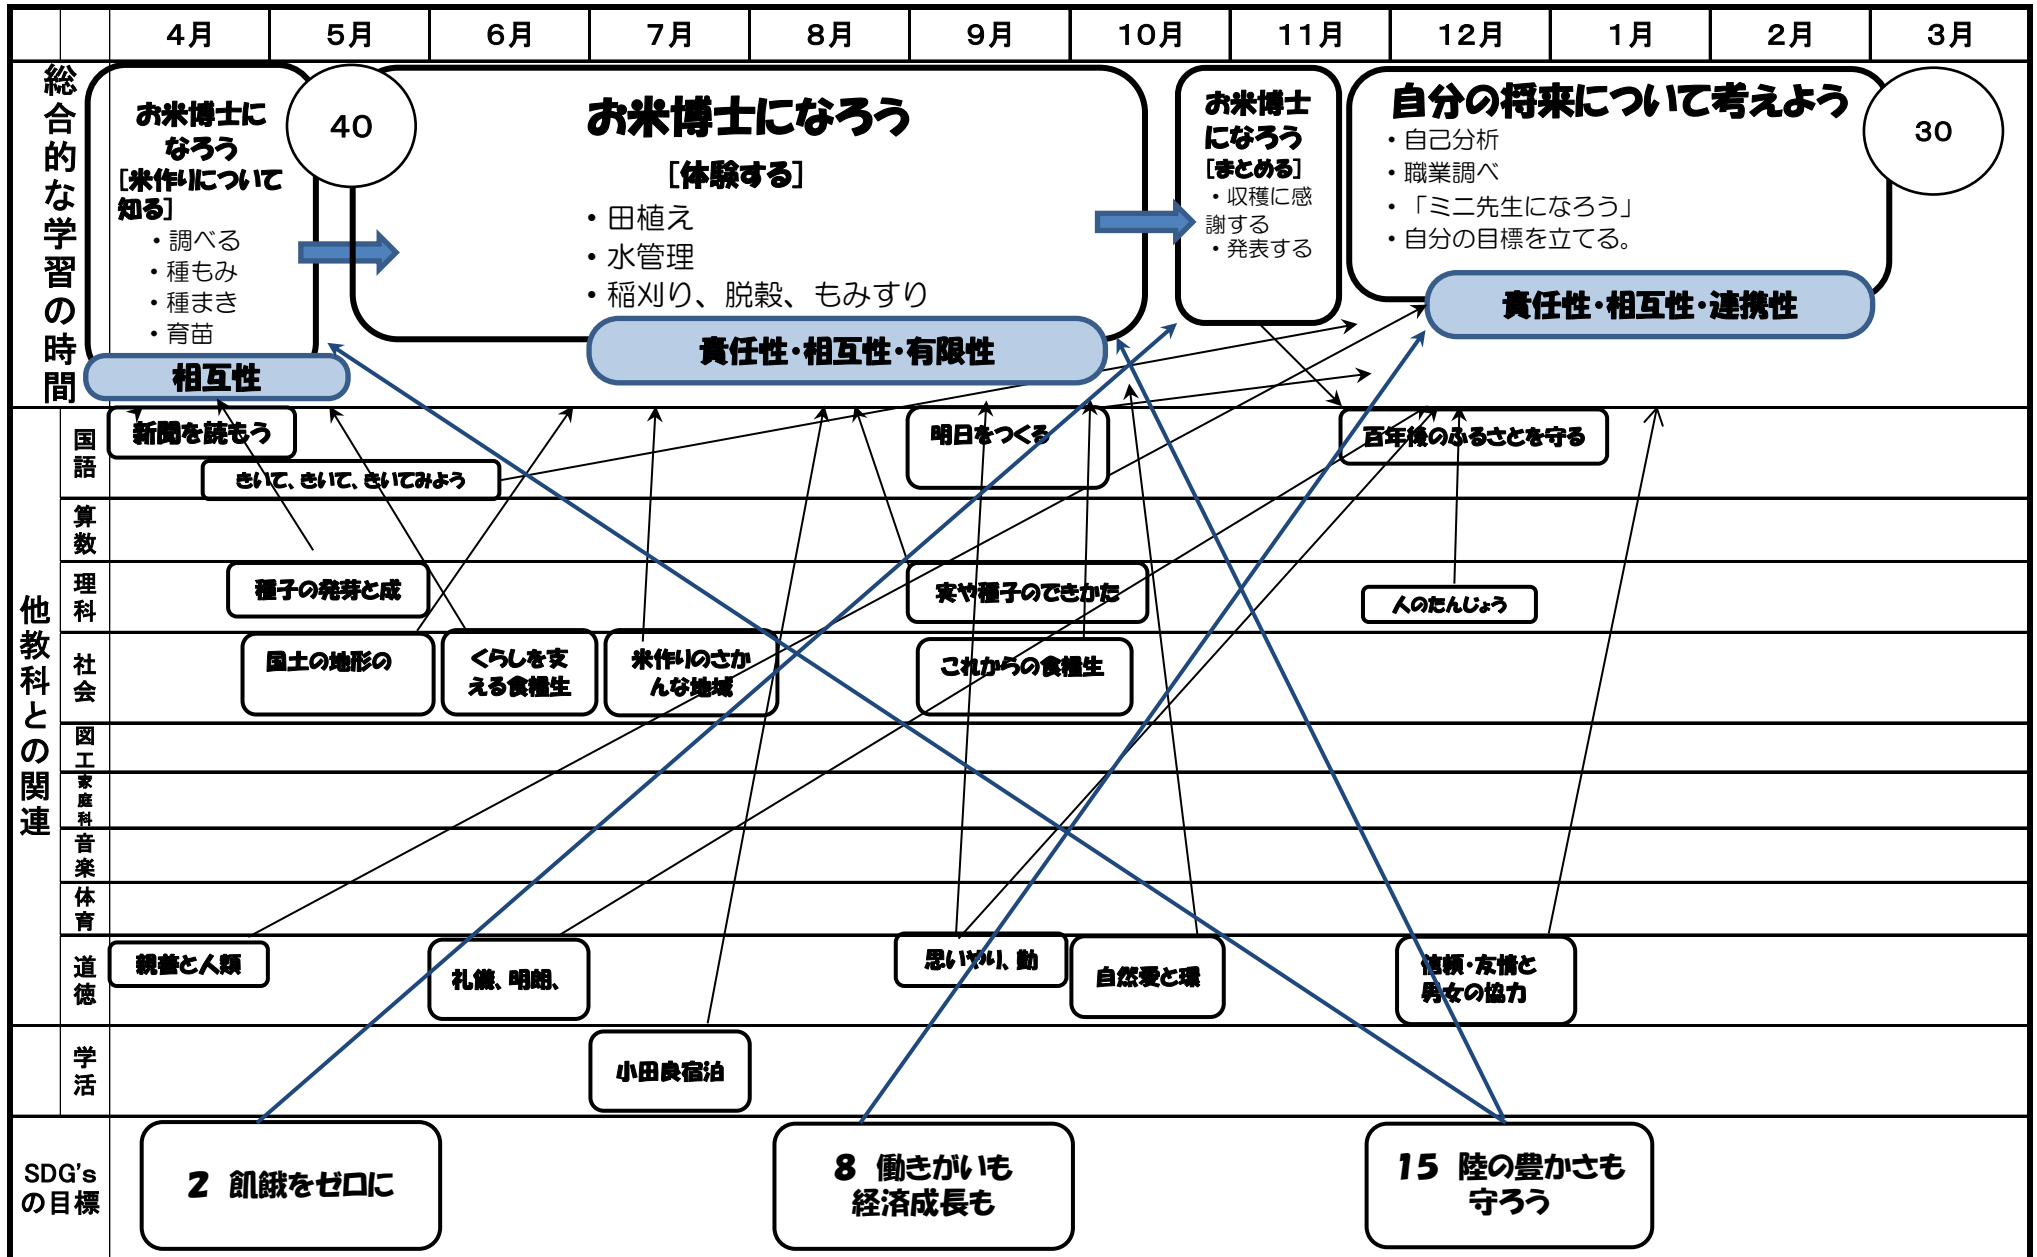 4月 5月 6月 7月 8月 9月 10月 11月 12月 1月 2月 3月
総合的な学習の時間
お米博士に
なろう
[米作りについて
知る]
・調べる
・種もみ
・種まき
・育苗
相互性
40
お米博士になろう
[体験する]
・田植え
・水管理
・稲刈り、脱穀、もみすり
責任性・相互性・有限性
お米博士
になろう
[まとめる]
・収穫に感
謝する
・発表する
自分の将来について考えよう
・自己分析
・職業調べ
・「ミニ先生になろう」
・自分の目標を立てる。
責任性・相互性・連携性
30
他教科との関連
国語
新聞を読もう
きいて、きいて、きいてみよう
明日をつくる
百年後のふるさとを守る
算数
理科
種子の発芽と成
実や種子のできかた
人のたんじょう
社会
国土の地形の
くらしを支
える食糧生
米作りのさか
んな地域
これからの食糧生
図工
家庭科
音楽
体育
道徳
親善と人類
礼儀、明朗、
思いやり、勤
自然愛と環
信頼・友情と
男女の協力
学活
小田良宿泊
SDG's
の目標
2 飢餓をゼロに
8 働きがいも
経済成長も
15 陸の豊かさも
守ろう